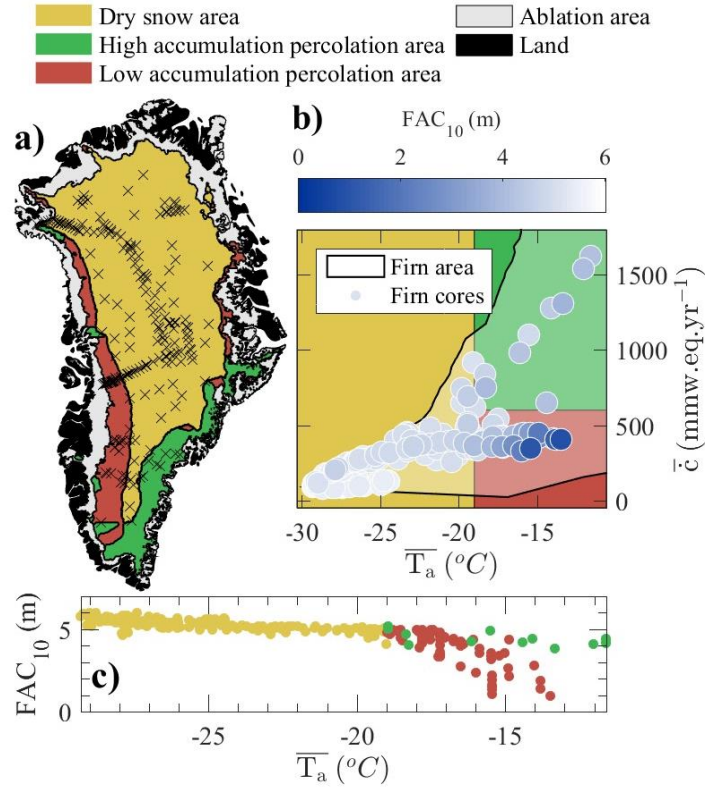 Dry snow area
High accumulation percolation area
Low accumulation percolation area
Ablation area
Land
a)
b)
FAC10 (m)
0 2 4 6
Firn area
Firn cores
1500
1000
500
0
c̄̇ (mmw.eq.yr−1)
-30 -25 -20 -15
T̄a (oC)
FAC10 (m)
5
0
c)
-25 -20 -15
T̄a (oC)